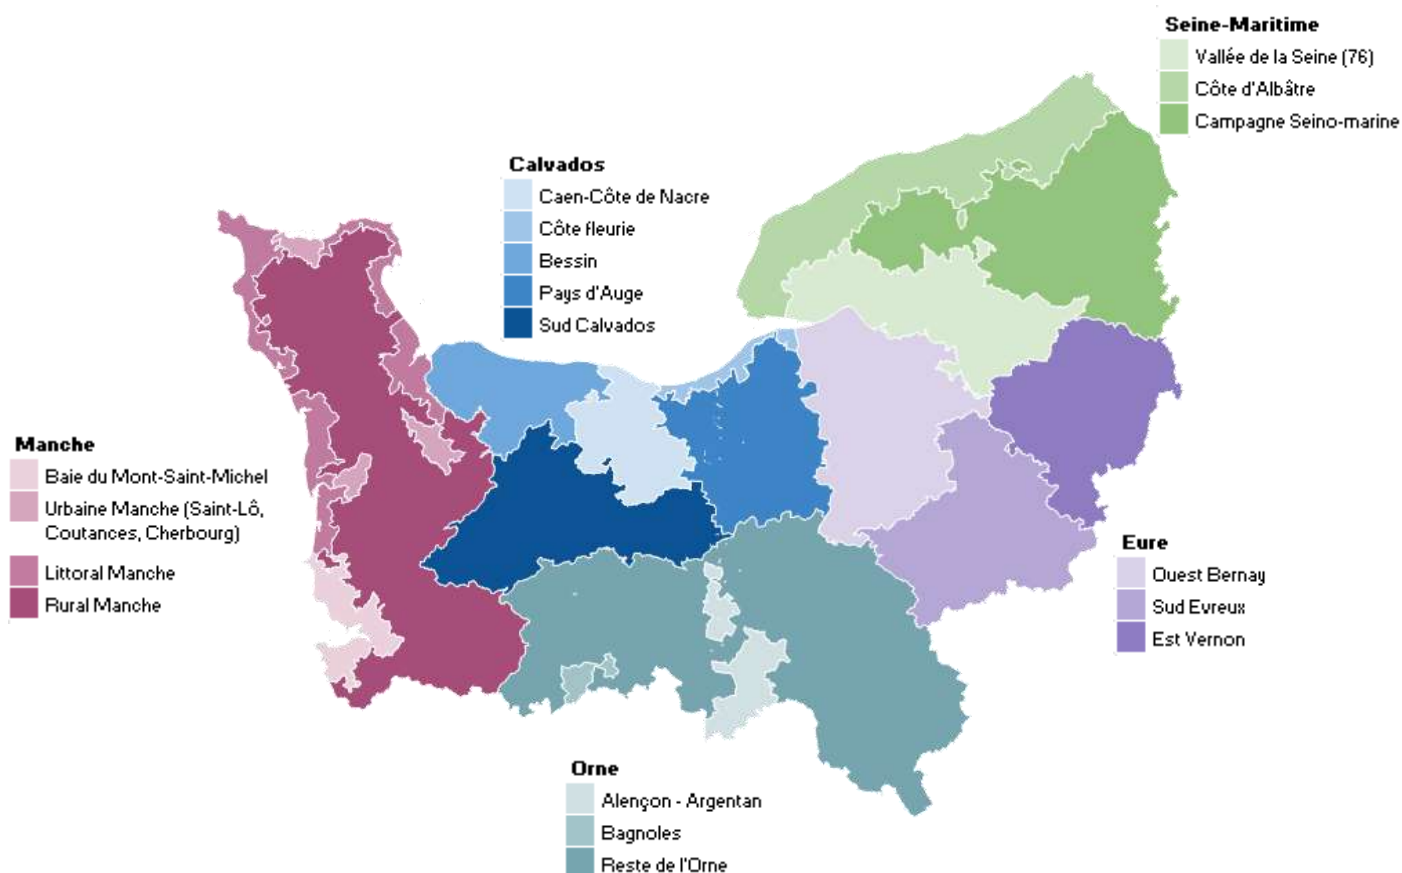 Seine-Maritime
Vallée de la Seine (76)
Côte d'Albâtre
Campagne Seino-marine
Calvados
Caen-Côte de Nacre
Côte fleurie
Bessin
Pays d'Auge
Sud Calvados
Manche
Baie du Mont-Saint-Michel
Urbaine Manche (Saint-Lô,
Coutances, Cherbourg)
Littoral Manche
Rural Manche
Eure
Ouest Bernay
Sud Evreux
Est Vernon
Orne
Alençon - Argentan
Bagnoles
Reste de l'Orne